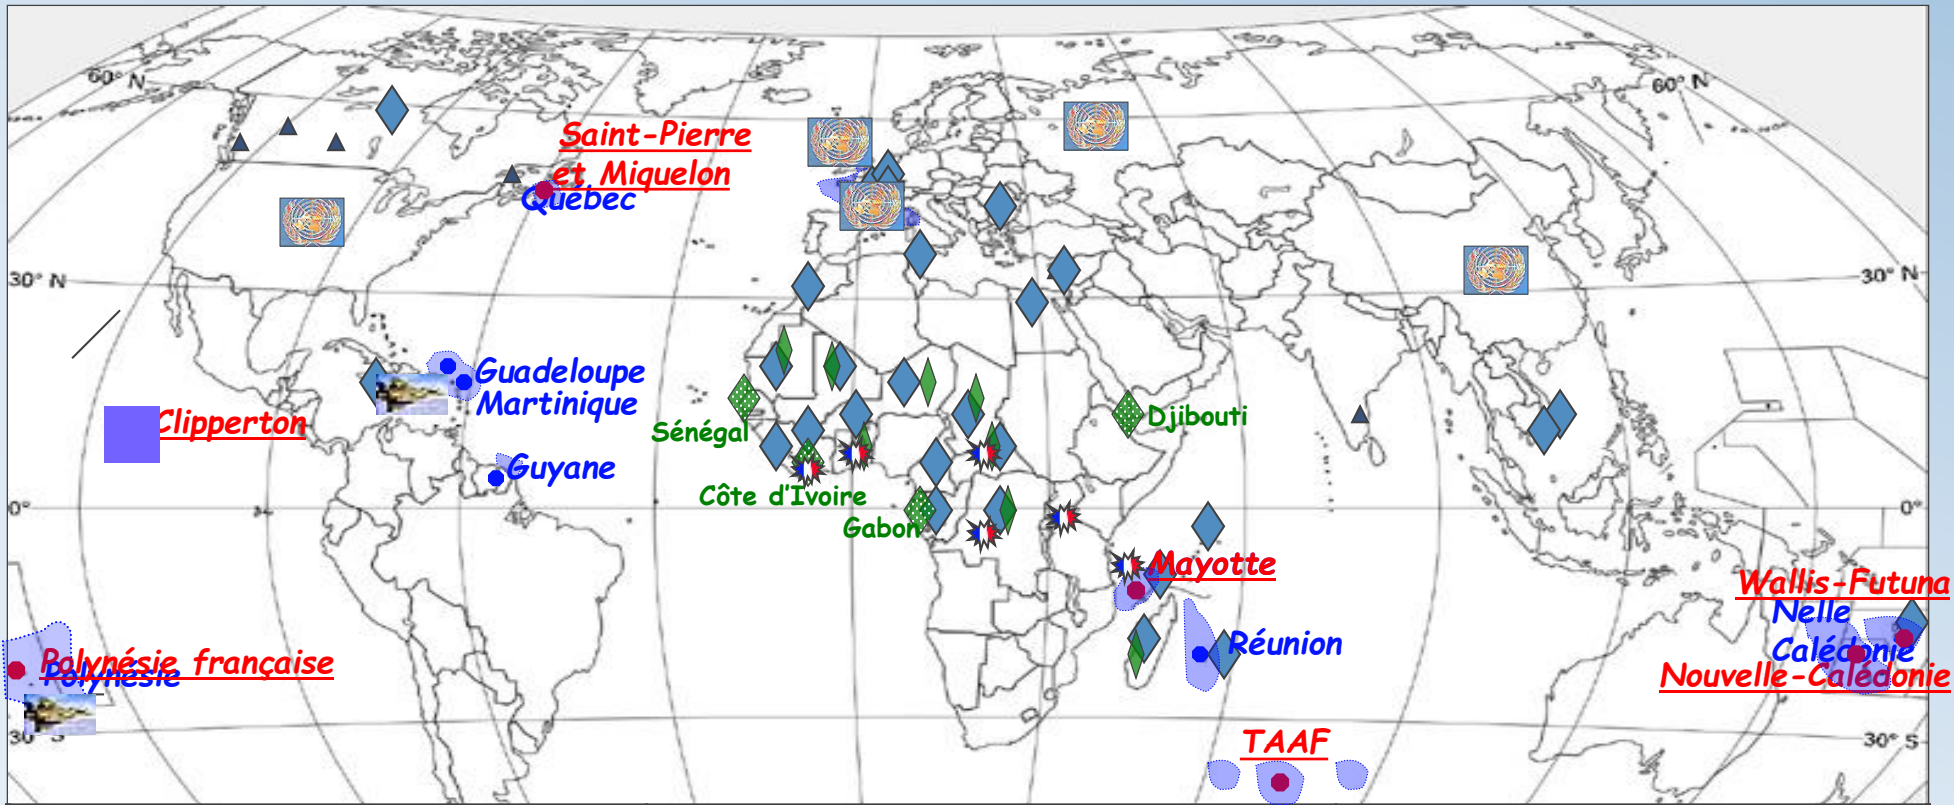 60° N
60° N
Saint-Pierre
et Miquelon
Québec
30° N
30° N
Guadeloupe
Martinique
Clipperton
Sénégal
Djibouti
Guyane
Côte d'Ivoire
Gabon
0°
0°
Mayotte
Wallis-Futuna
Nelle
Calédonie
Réunion
Polynésie française
Polynésie
Nouvelle-Calédonie
30° S
30° S
TAAF